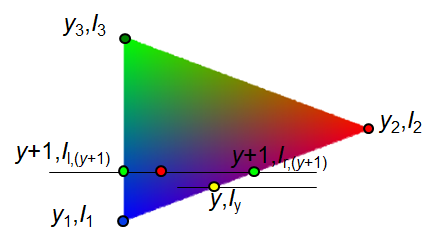 y₃,I₃
y₂,I₂
y+1,Iₗ,₍y₊₁₎
y+1,Iᵣ,₍y₊₁₎
y,Iy
y₁,I₁